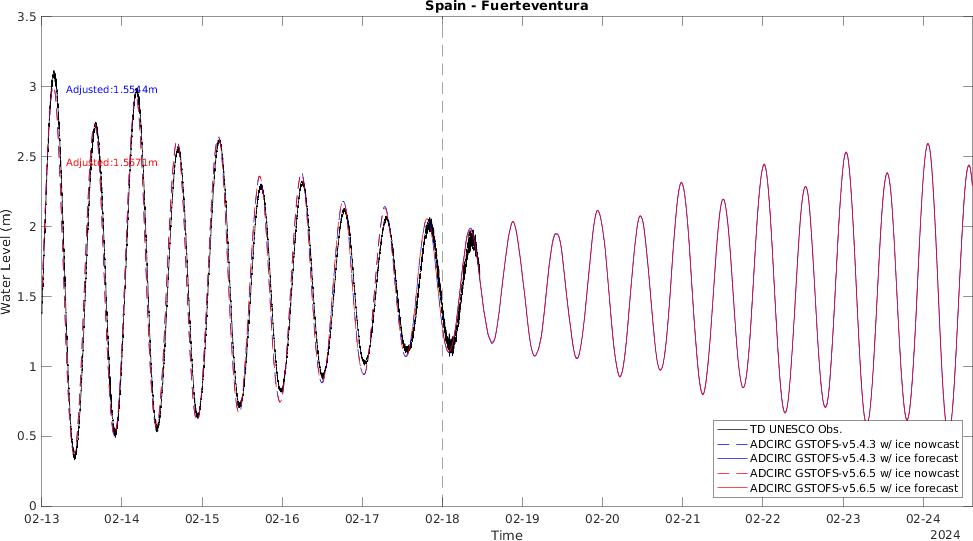 Spain - Fuerteventura
3.5
3
2.5
2
1.5
1
0.5
0
Water Level (m)
Adjusted:1.5544m
Adjusted:1.5571m
TD UNESCO Obs.
ADCIRC GSTOFS-v5.4.3 w/ ice nowcast
ADCIRC GSTOFS-v5.4.3 w/ ice forecast
ADCIRC GSTOFS-v5.6.5 w/ ice nowcast
ADCIRC GSTOFS-v5.6.5 w/ ice forecast
02-13 02-14 02-15 02-16 02-17 02-18 02-19 02-20 02-21 02-22 02-23 02-24
Time
2024